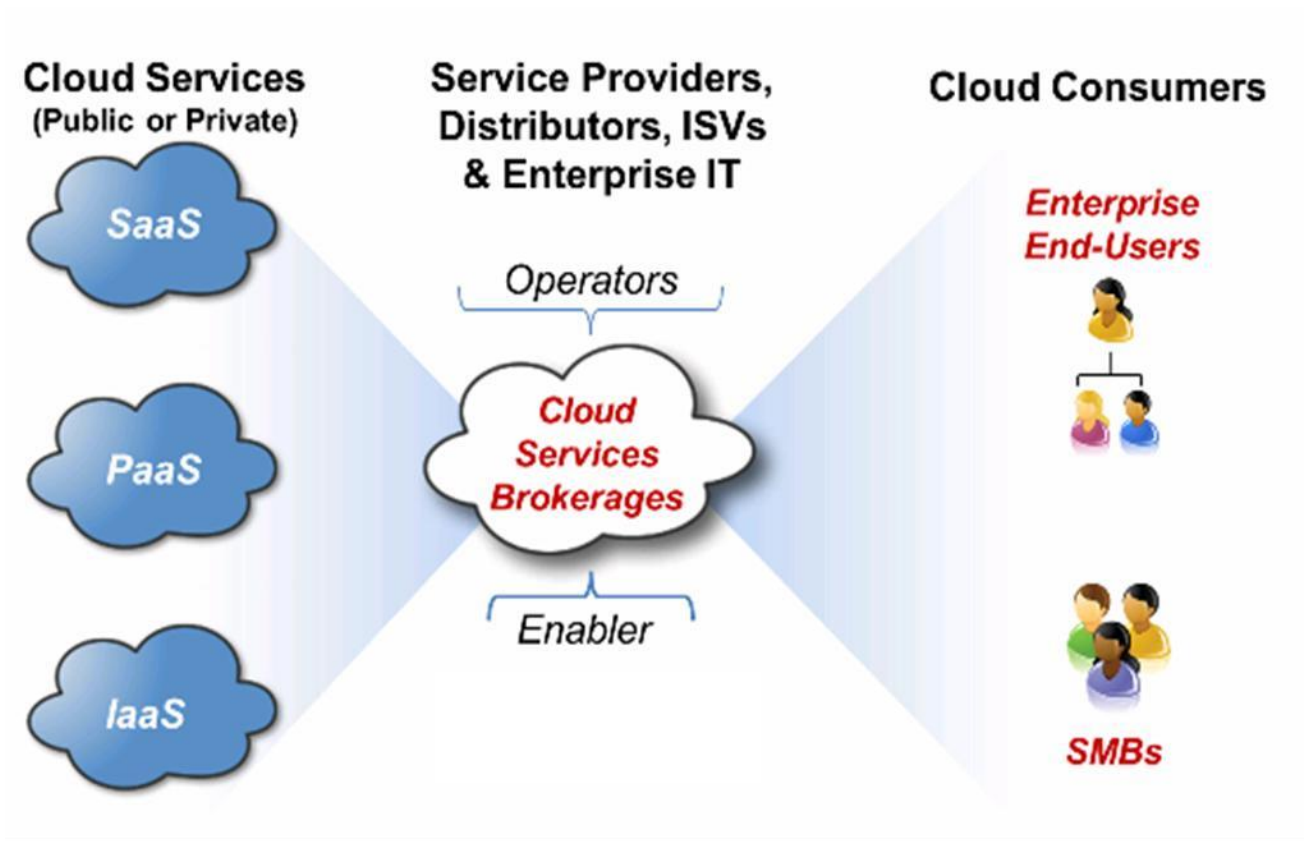 Cloud Services
(Public or Private)
SaaS
PaaS
IaaS
Service Providers,
Distributors, ISVs
& Enterprise IT
Operators
Cloud
Services
Brokerages
Enabler
Cloud Consumers
Enterprise
End-Users
SMBs